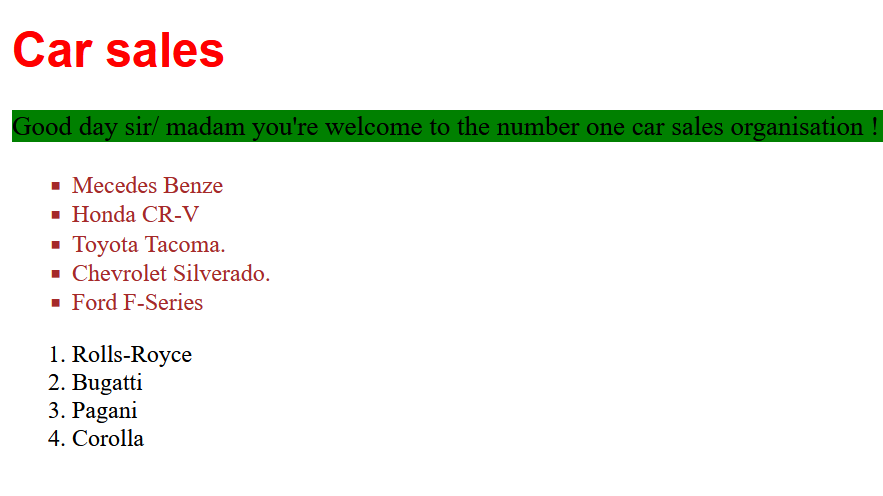 Car sales
Good day sir/ madam you're welcome to the number one car sales organisation !
Mecedes Benze
Honda CR-V
Toyota Tacoma.
Chevrolet Silverado.
Ford F-Series
1. Rolls-Royce
2. Bugatti
3. Pagani
4. Corolla